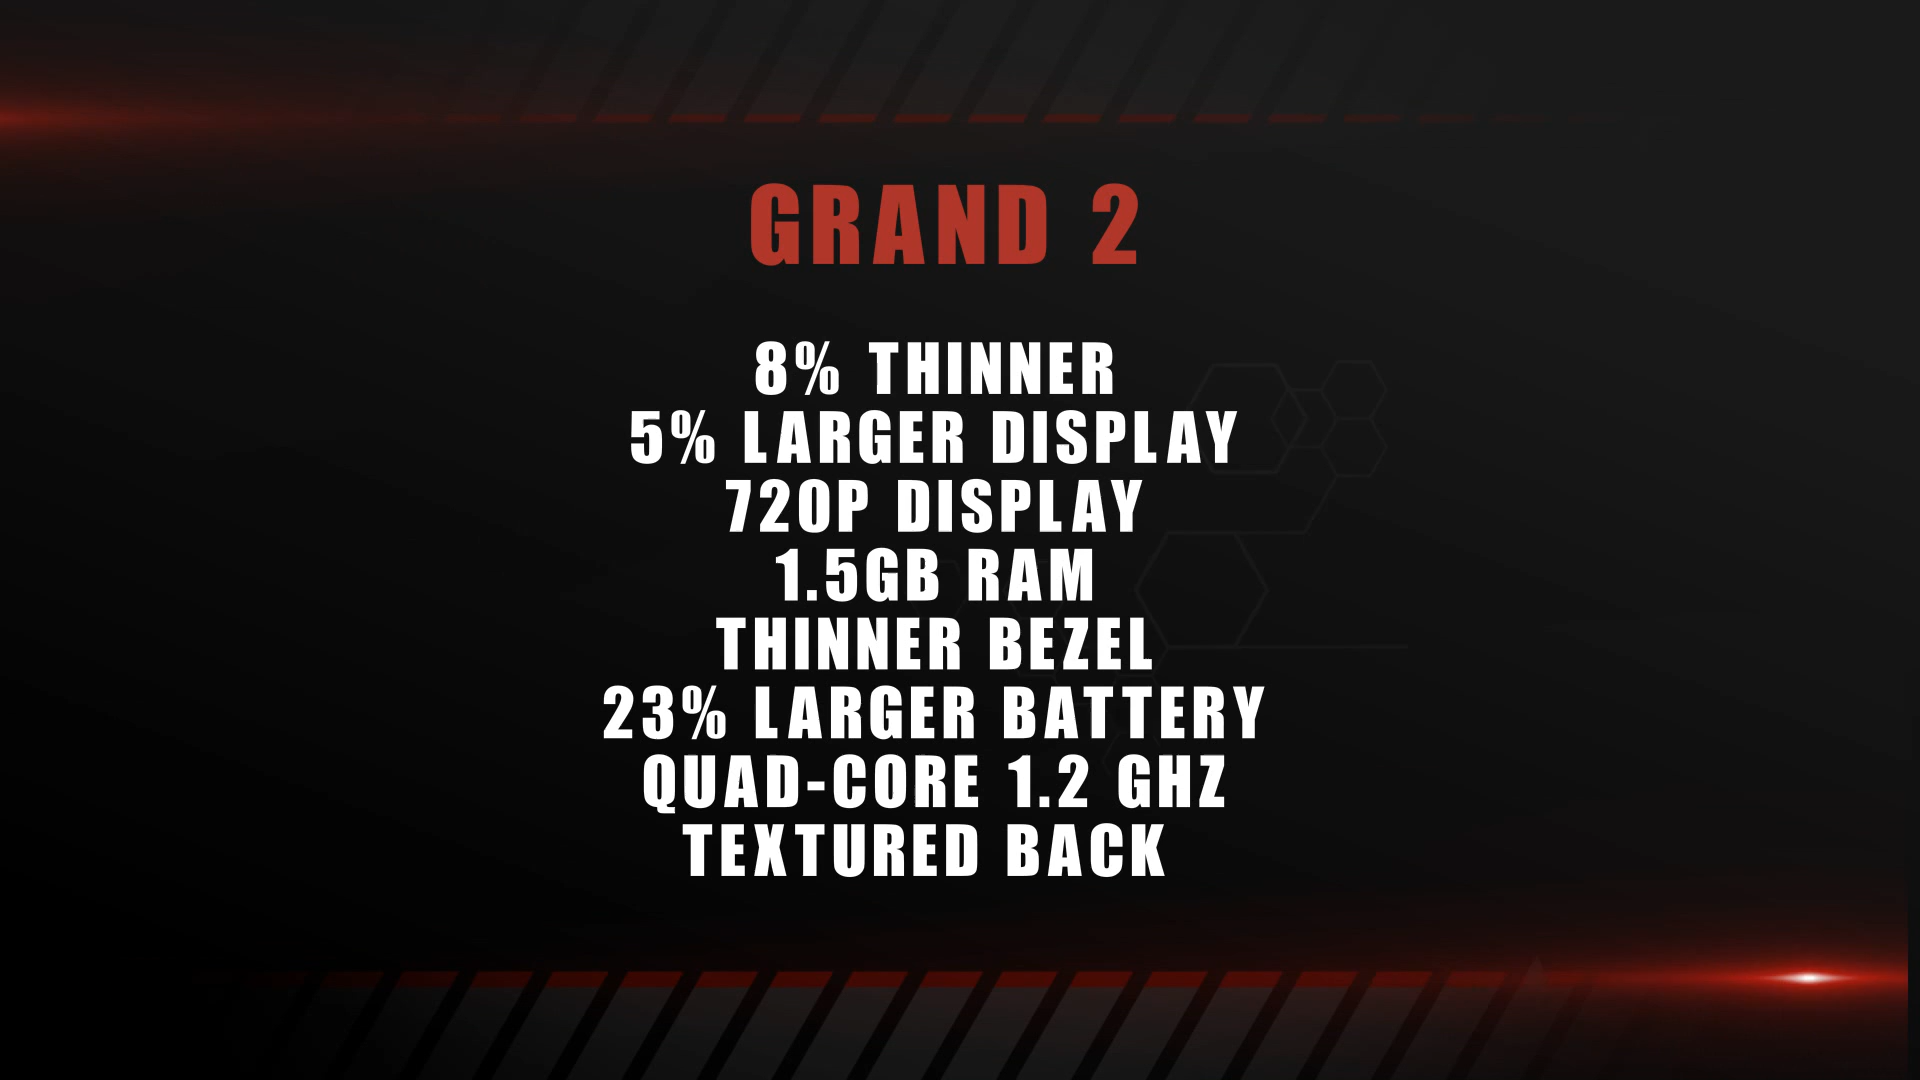 GRAND 2
8% THINNER
5% LARGER DISPLAY
720P DISPLAY
1.5GB RAM
THINNER BEZEL
23% LARGER BATTERY
QUAD-CORE 1.2 GHZ
TEXTURED BACK